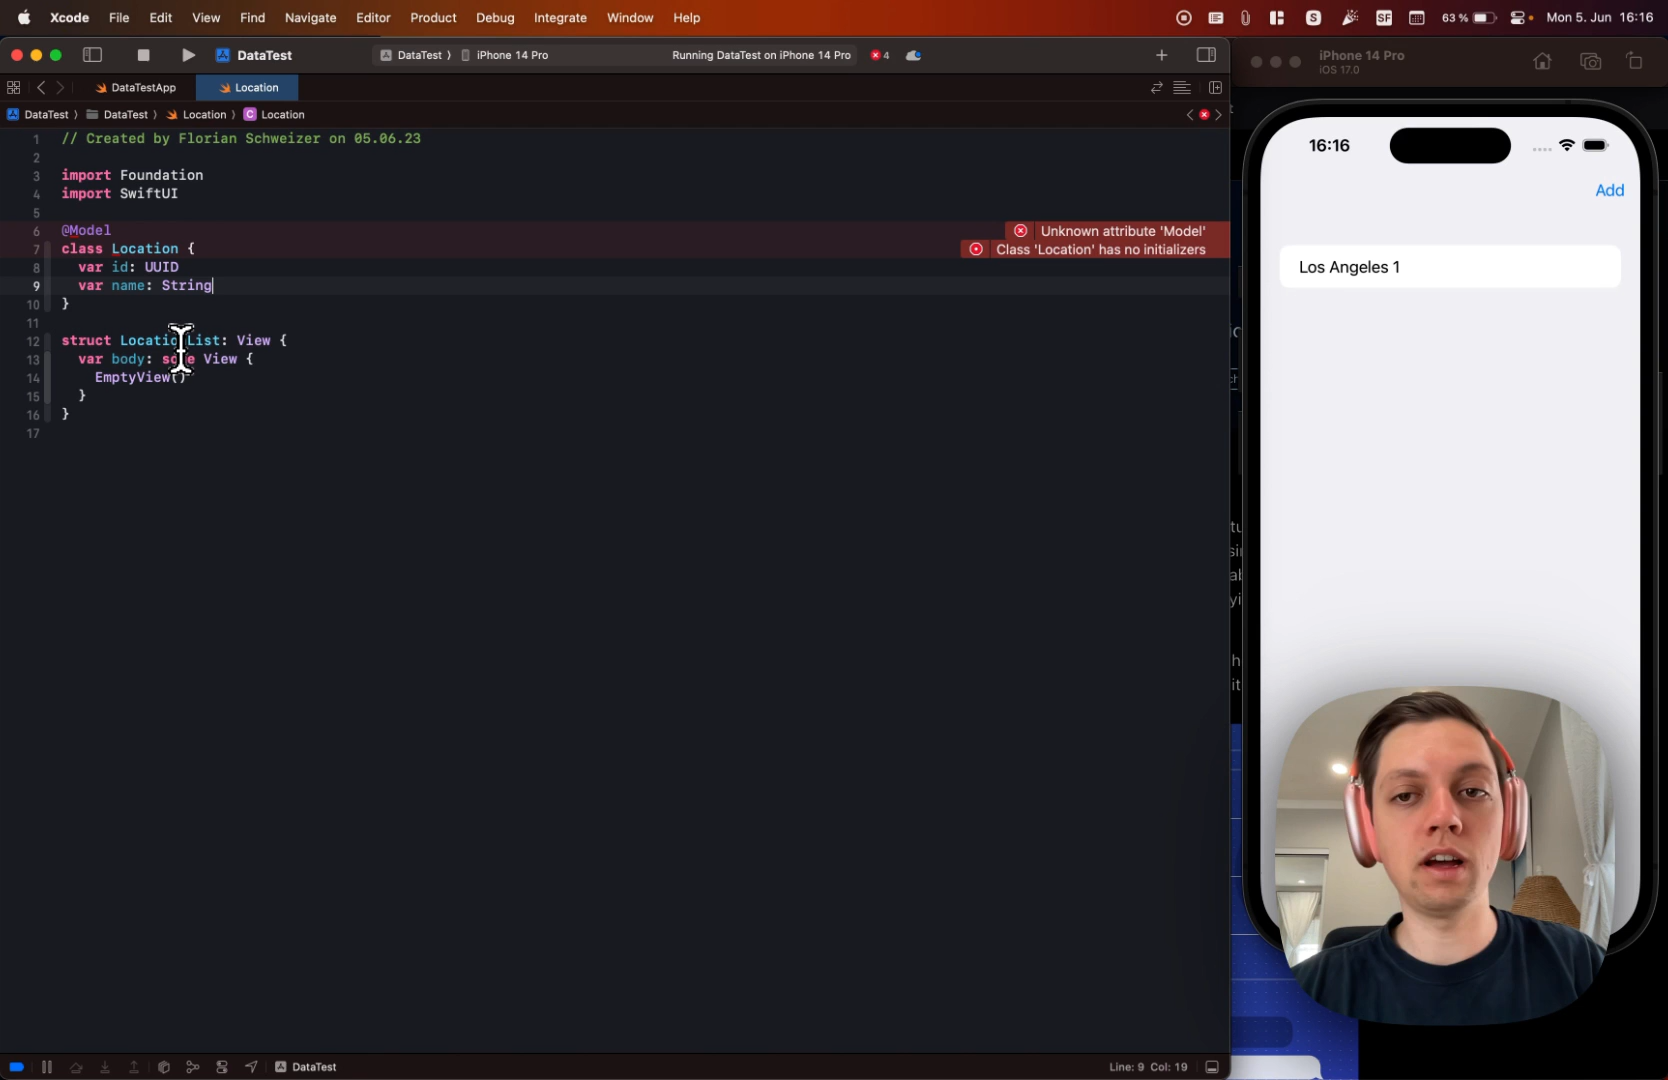 Xcode File Edit View Find Navigate Editor Product Debug Integrate Window Help
S SF 63 % Mon 5. Jun 16:16
DataTest
DataTest 〉 iPhone 14 Pro
Running DataTest on iPhone 14 Pro
4
iPhone 14 Pro
iOS 17.0
DataTestApp
Location
DataTest 〉 DataTest 〉 Location 〉 C Location
1 // Created by Florian Schweizer on 05.06.23
2
3 import Foundation
4 import SwiftUI
5
6 @Model
Unknown attribute 'Model'
7 class Location {
Class 'Location' has no initializers
8 var id: UUID
9 var name: String
10 }
11
12 struct LocationList: View {
13 var body: some View {
14 EmptyView()
15 }
16 }
17
16:16
Add
Los Angeles 1
DataTest
Line: 9 Col: 19